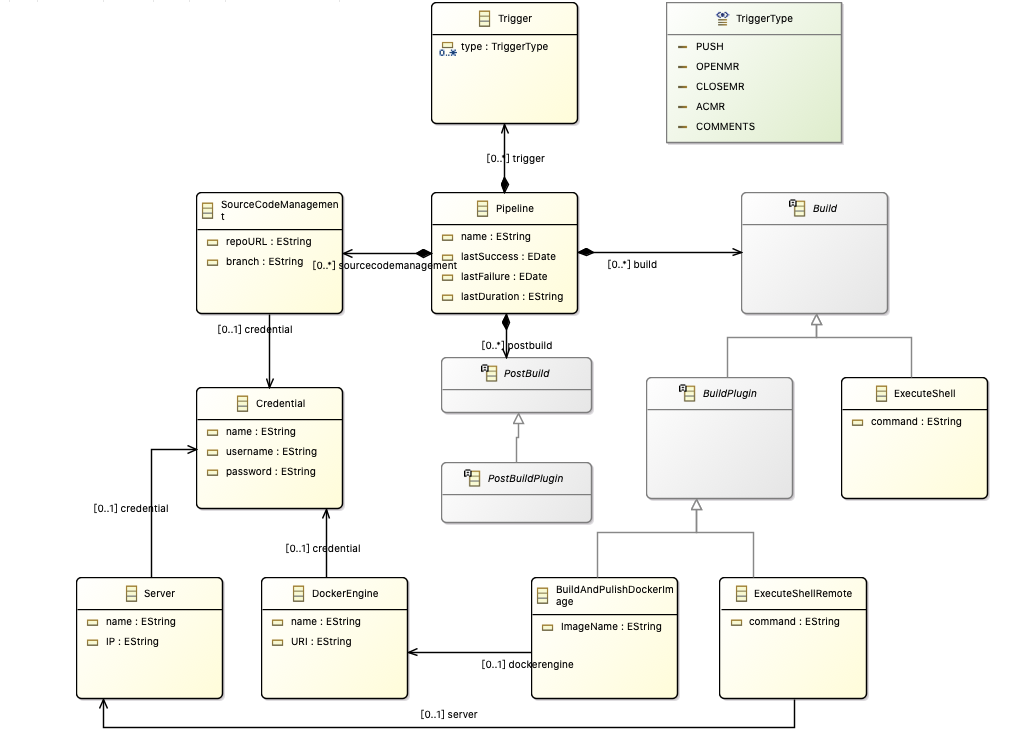 Trigger
0..* type : TriggerType
TriggerType
PUSH
OPENMR
CLOSEMR
ACMR
COMMENTS
[0..*] trigger
SourceCodeManagemen
t
repoURL : EString
branch : EString
[0..*] sourcecodemanagement
Pipeline
name : EString
lastSuccess : EDate
lastFailure : EDate
lastDuration : EString
[0..*] build
Build
[0..1] credential
[0..*] postbuild
PostBuild
PostBuildPlugin
BuildPlugin
ExecuteShell
command : EString
Credential
name : EString
username : EString
password : EString
[0..1] credential
[0..1] credential
Server
name : EString
IP : EString
DockerEngine
name : EString
URI : EString
[0..1] dockerengine
BuildAndPulishDockerIm
age
ImageName : EString
ExecuteShellRemote
command : EString
[0..1] server